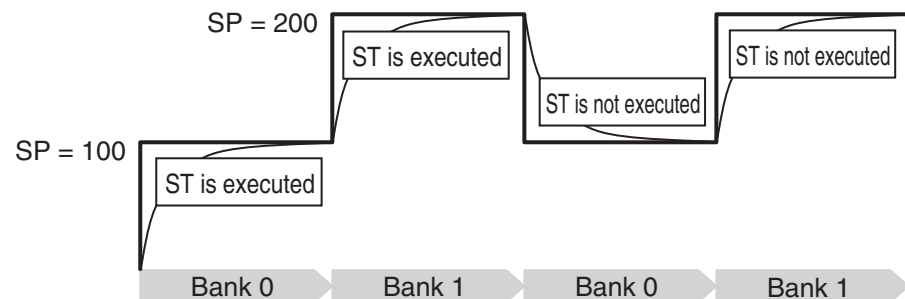 SP = 200
ST is executed
ST is not executed
ST is not executed
SP = 100
ST is executed
Bank 0
Bank 1
Bank 0
Bank 1